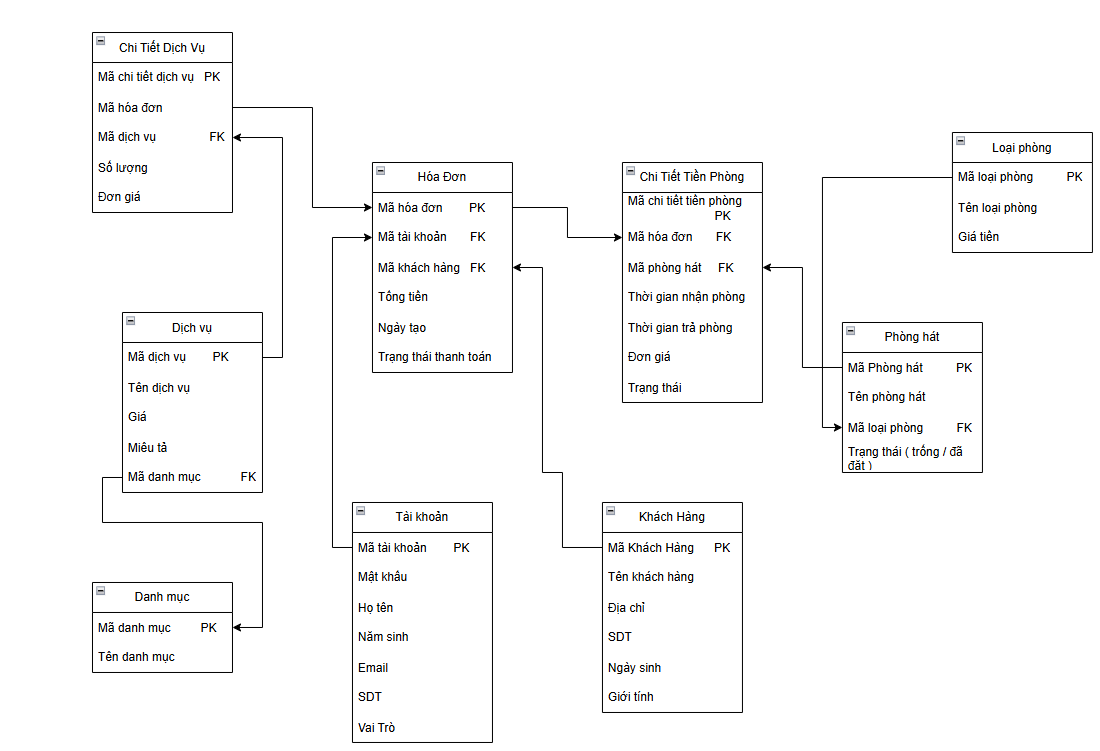 Chi Tiết Dịch Vụ
Mã chi tiết dịch vụ PK
Mã hóa đơn
Mã dịch vụ FK
Số lượng
Đơn giá
Hóa Đơn
Mã hóa đơn PK
Mã tài khoản FK
Mã khách hàng FK
Tổng tiền
Ngày tạo
Trạng thái thanh toán
Chi Tiết Tiền Phòng
Mã chi tiết tiền phòng
PK
Mã hóa đơn FK
Mã phòng hát FK
Thời gian nhận phòng
Thời gian trả phòng
Đơn giá
Trạng thái
Loại phòng
Mã loại phòng PK
Tên loại phòng
Giá tiền
Dịch vụ
Mã dịch vụ PK
Tên dịch vụ
Giá
Miêu tả
Mã danh mục FK
Phòng hát
Mã Phòng hát PK
Tên phòng hát
Mã loại phòng FK
Trạng thái ( trống / đã
đặt )
Danh mục
Mã danh mục PK
Tên danh mục
Tài khoản
Mã tài khoản PK
Mật khẩu
Họ tên
Năm sinh
Email
SDT
Vai Trò
Khách Hàng
Mã Khách Hàng PK
Tên khách hàng
Địa chỉ
SDT
Ngày sinh
Giới tính